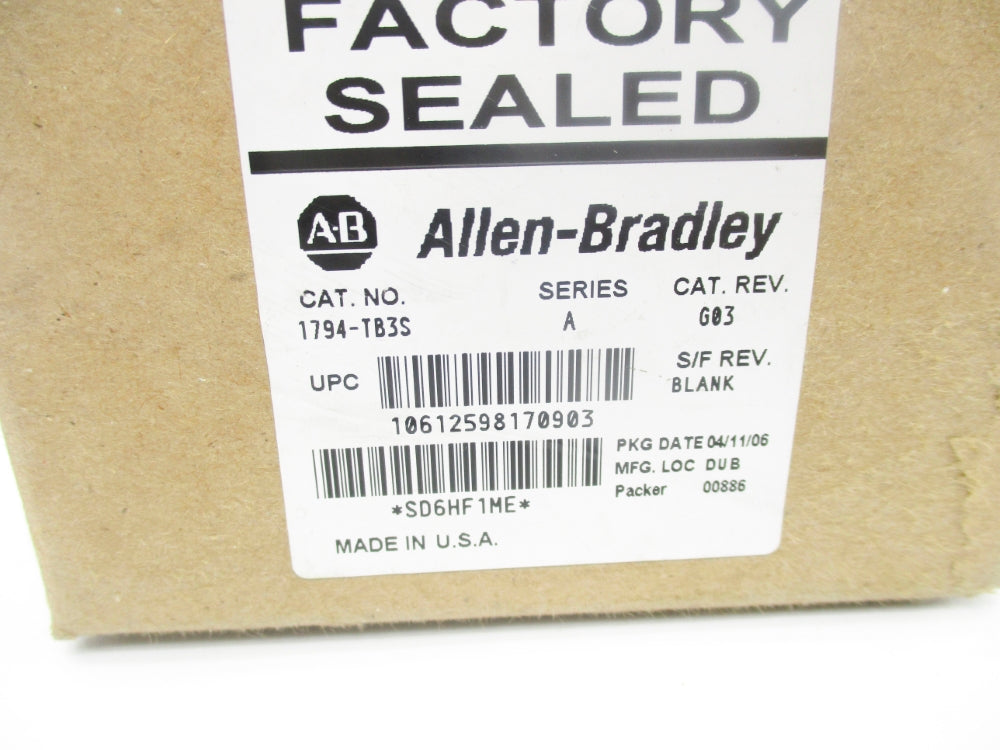 FACTORY
SEALED
A·B Allen-Bradley
CAT. NO. SERIES CAT. REV.
1794-TB3S A G03
S/F REV.
UPC BLANK
10612598170903
PKG DATE 04/11/06
MFG. LOC DUB
Packer 00886
*SD6HF1ME*
MADE IN U.S.A.